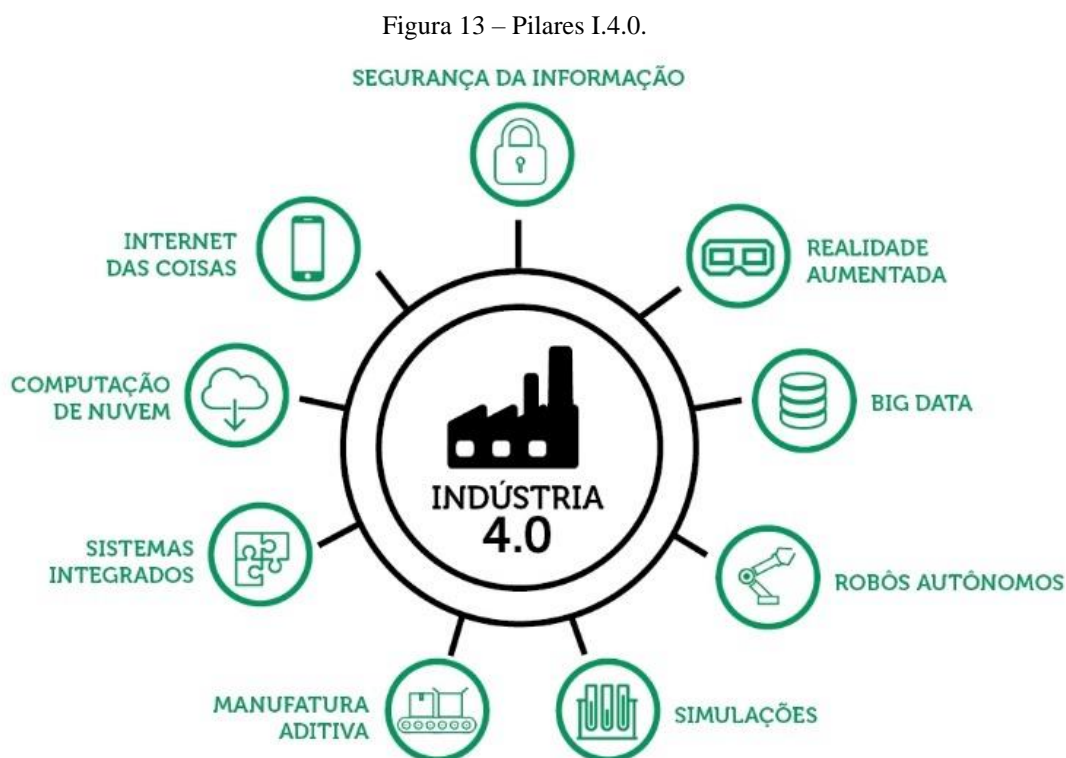 Figura 13 – Pilares I.4.0.
SEGURANÇA DA INFORMAÇÃO
INTERNET
DAS COISAS
REALIDADE
AUMENTADA
COMPUTAÇÃO
DE NUVEM
BIG DATA
INDÚSTRIA
4.0
SISTEMAS
INTEGRADOS
ROBÔS AUTÔNOMOS
MANUFATURA
ADITIVA
SIMULAÇÕES